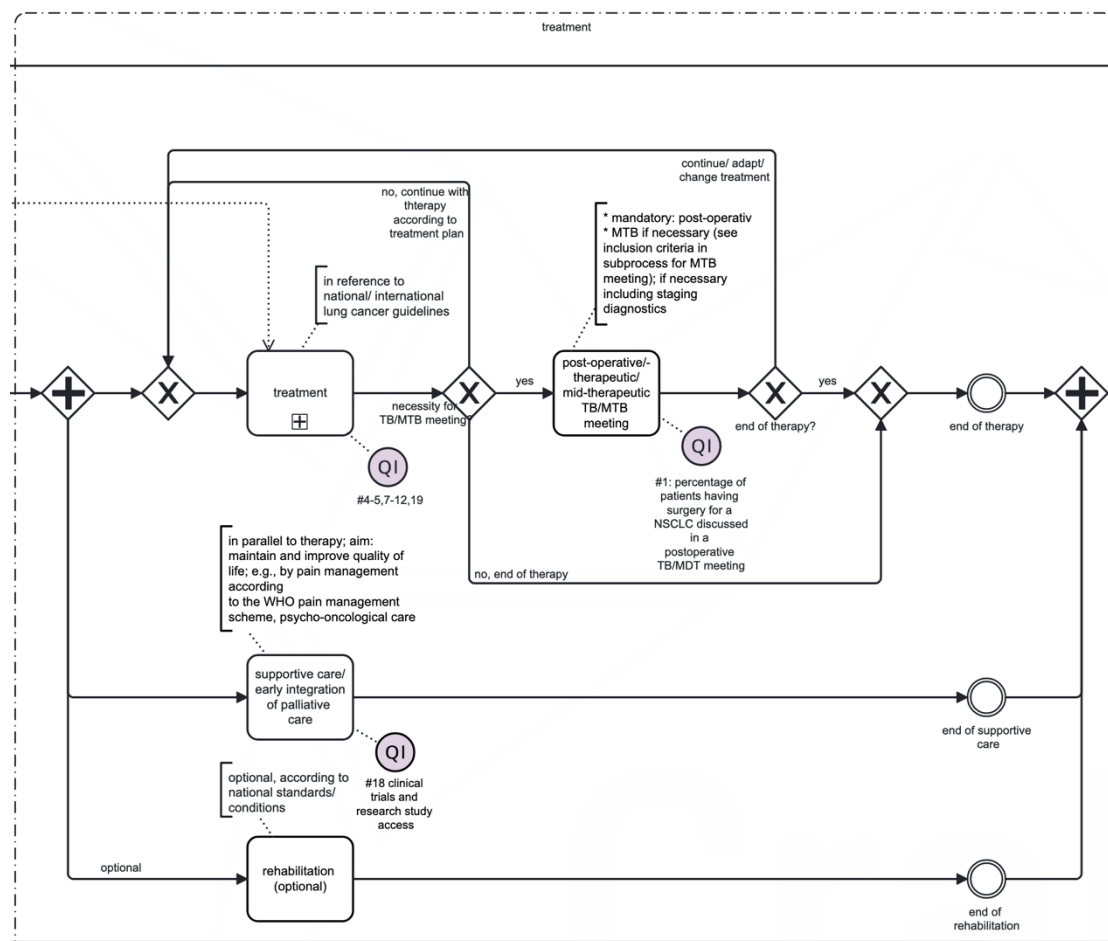 treatment
continue/ adapt/
change treatment
no, continue with
thterapy
according to
treatment plan
* mandatory: post-operativ
* MTB if necessary (see
inclusion criteria in
subprocess for MTB
meeting); if necessary
including staging
diagnostics
in reference to
national/ international
lung cancer guidelines
treatment
necessity for
TB/MTB meeting?
X
X
yes
post-operative/-
therapeutic/
mid-therapeutic
TB/MTB
meeting
X
end of therapy?
yes
X
end of therapy
QI
#4-5,7-12,19
QI
#1: percentage of
patients having
surgery for a
NSCLC discussed
in a
postoperative
TB/MDT meeting
no, end of therapy
in parallel to therapy; aim:
maintain and improve quality of
life; e.g., by pain management
according
to the WHO pain management
scheme, psycho-oncological care
supportive care/
early integration
of palliative
care
end of supportive
care
QI
#18 clinical
trials and
research study
access
optional, according to
national standards/
conditions
optional
rehabilitation
(optional)
end of
rehabilitation